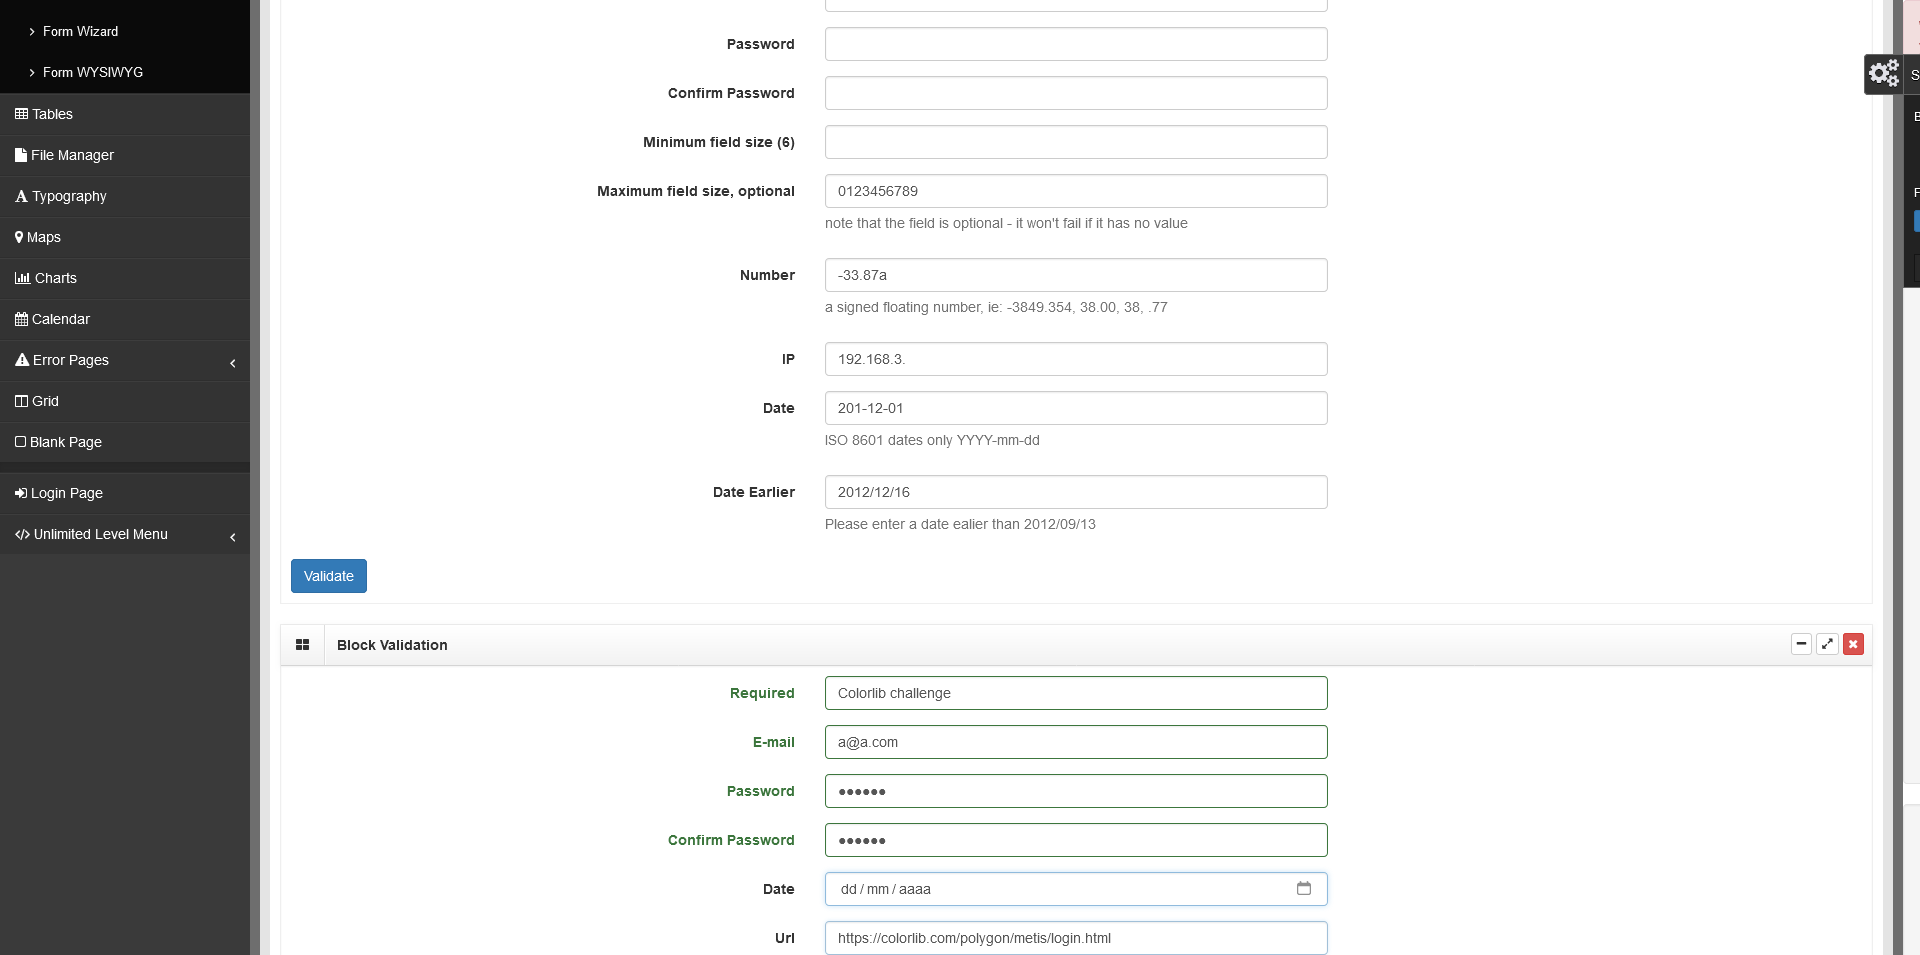 Form Wizard
Form WYSIWYG
Tables
File Manager
Typography
Maps
Charts
Calendar
Error Pages
Grid
Blank Page
Login Page
Unlimited Level Menu
Password
Confirm Password
Minimum field size (6)
Maximum field size, optional 0123456789
note that the field is optional - it won't fail if it has no value
Number -33.87a
a signed floating number, ie: -3849.354, 38.00, 38, .77
IP 192.168.3.
Date 201-12-01
ISO 8601 dates only YYYY-mm-dd
Date Earlier 2012/12/16
Please enter a date ealier than 2012/09/13
Validate
Block Validation
Required Colorlib challenge
E-mail a@a.com
Password ●●●●●●
Confirm Password ●●●●●●
Date dd / mm / aaaa
Url https://colorlib.com/polygon/metis/login.html